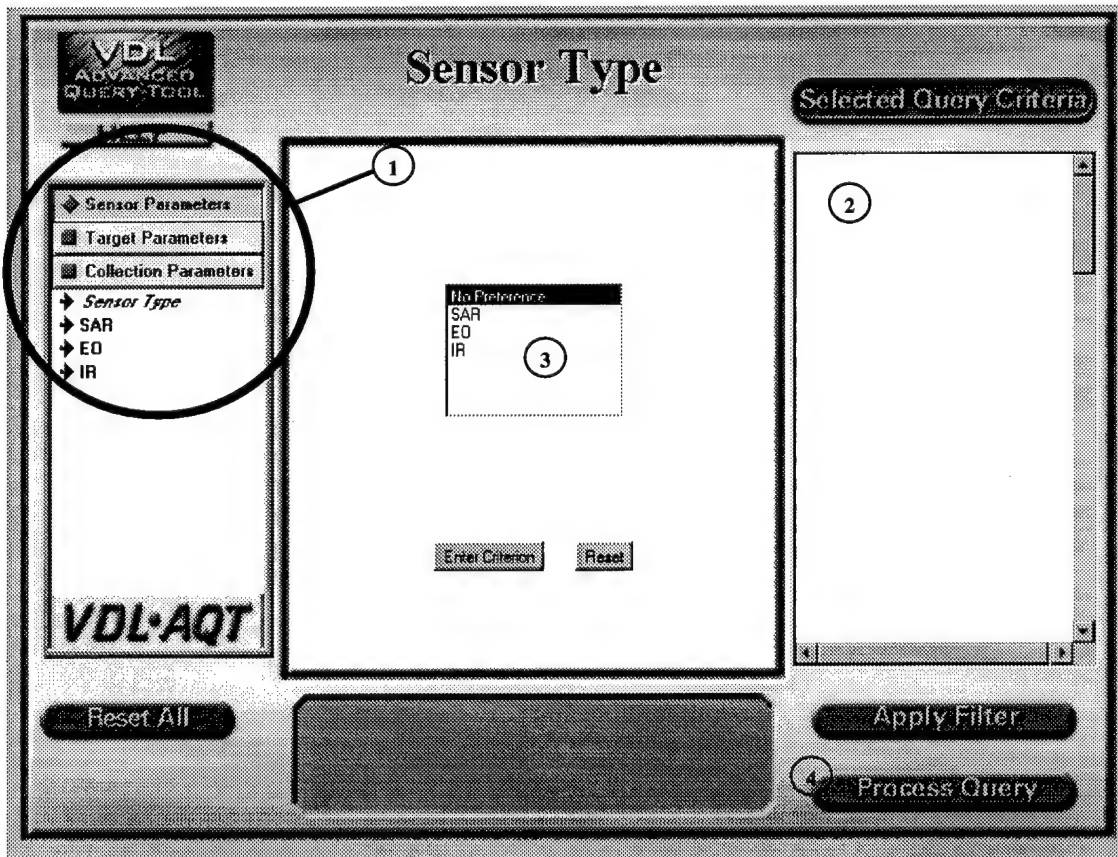 VDL
ADVANCED
QUERY TOOL
Sensor Type
Selected Query Criteria
1
2
Sensor Parameters
Target Parameters
Collection Parameters
Sensor Type
SAR
EO
IR
No Preference
SAR
EO
IR
3
Enter Criterion
Reset
VDL•AQT
Reset All
Apply Filter
4
Process Query